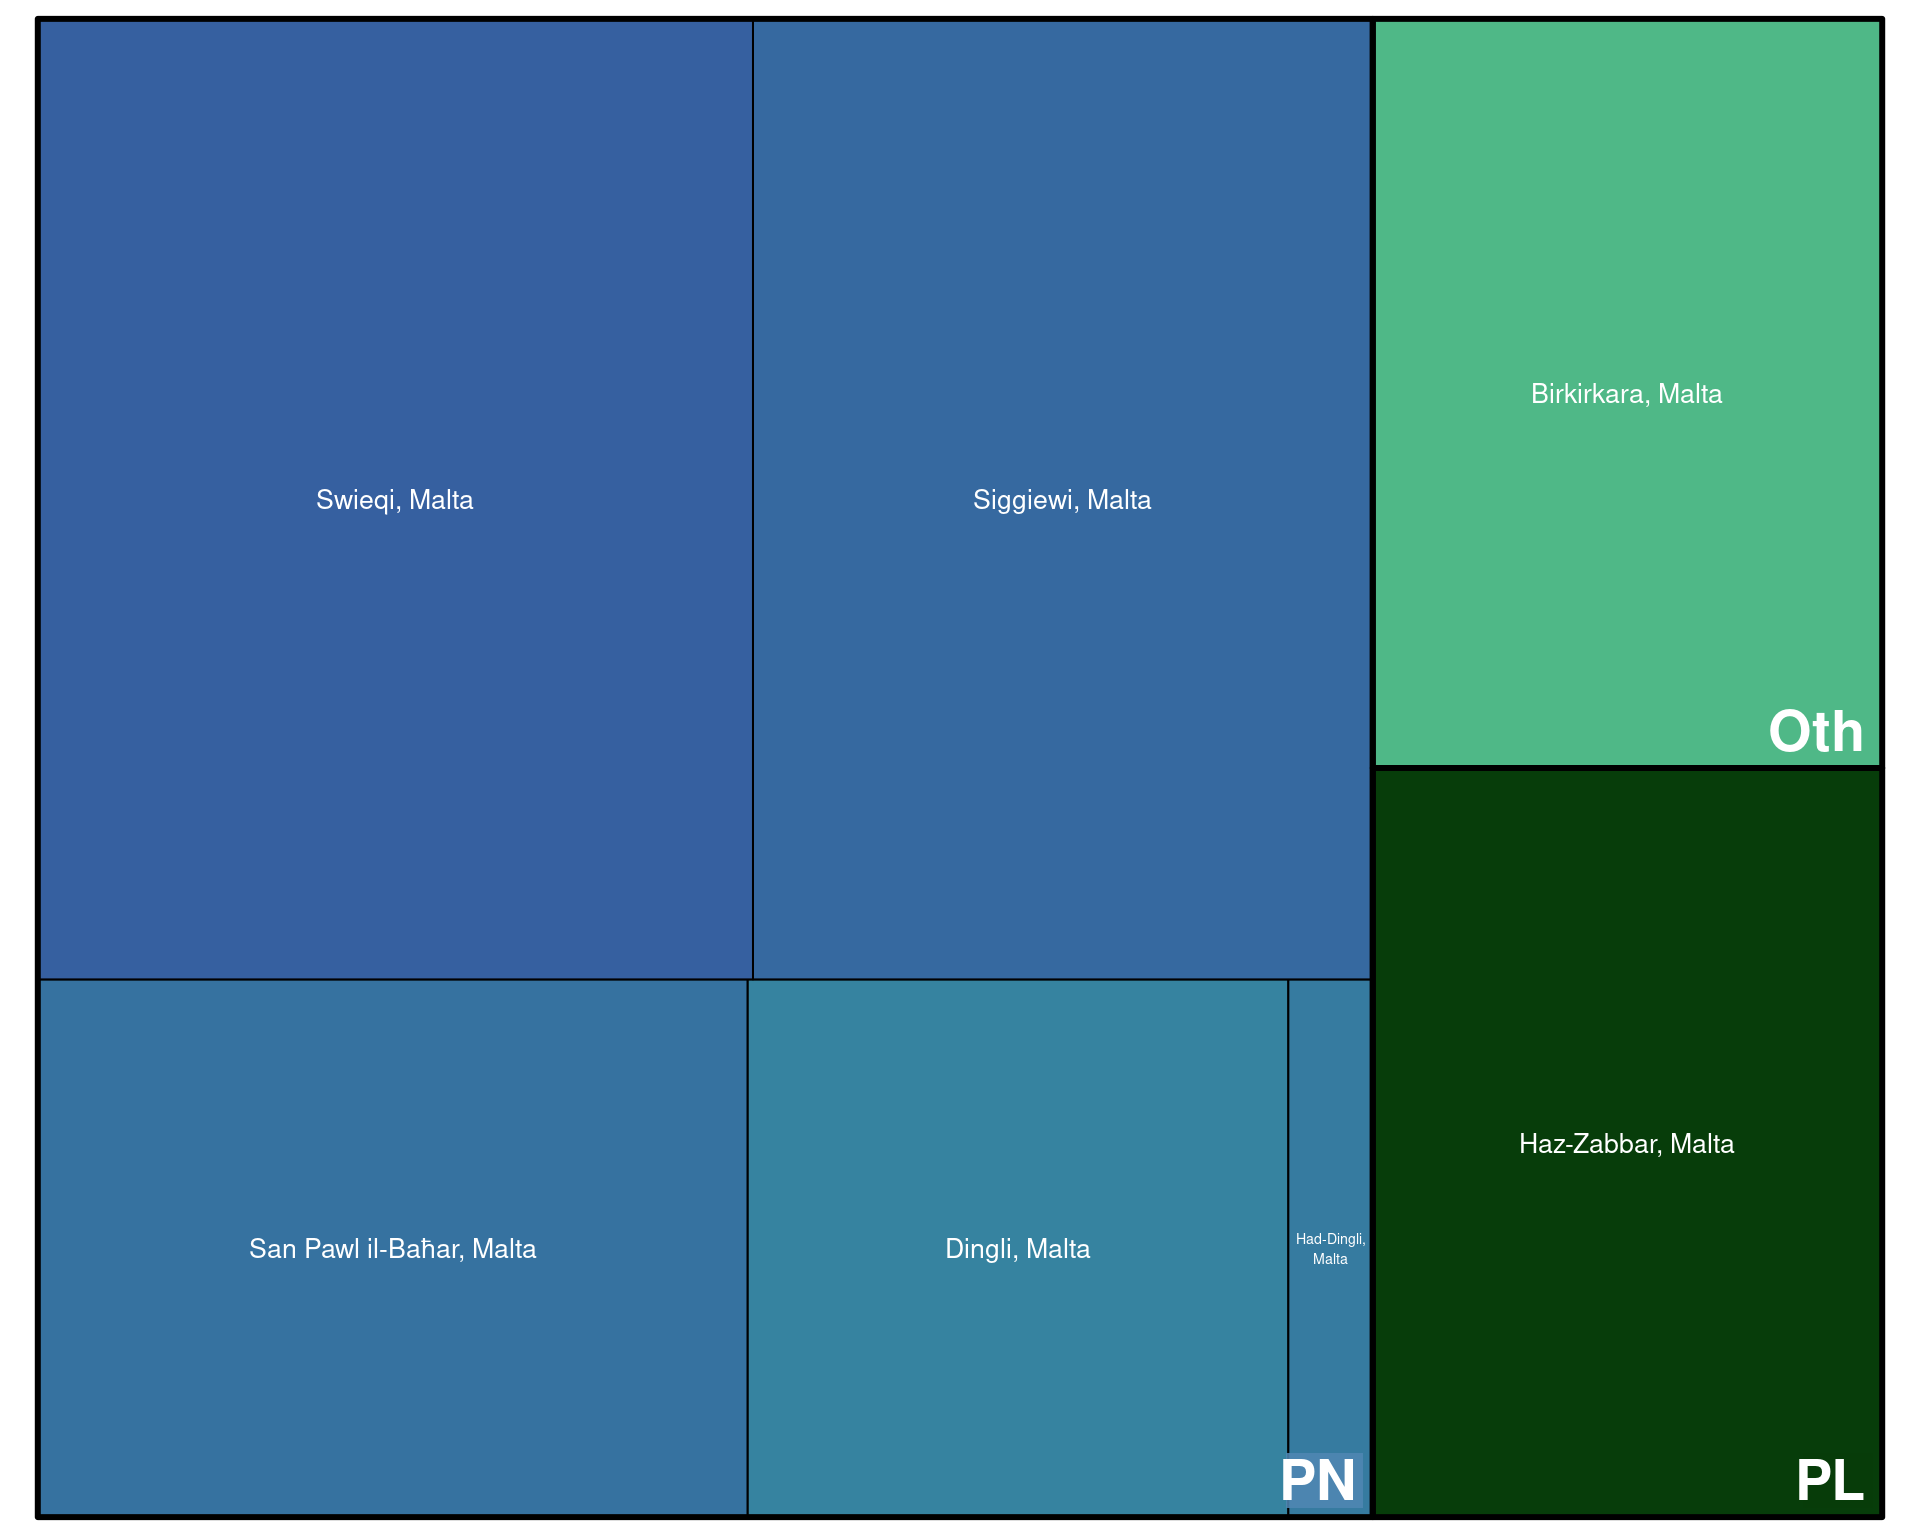 Swieqi, Malta
Siggiewi, Malta
Birkirkara, Malta
Oth
San Pawl il-Baħar, Malta
Dingli, Malta
Had-Dingli,
Malta
PN
Haz-Zabbar, Malta
PL